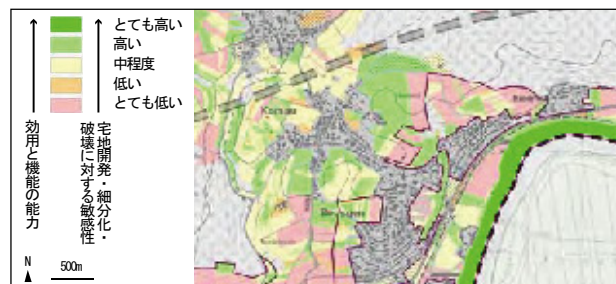 とても高い
高い
中程度
低い
とても低い
効用と機能の能力
宅地開発・細分化・
破壊に対する敏感性
N
500m